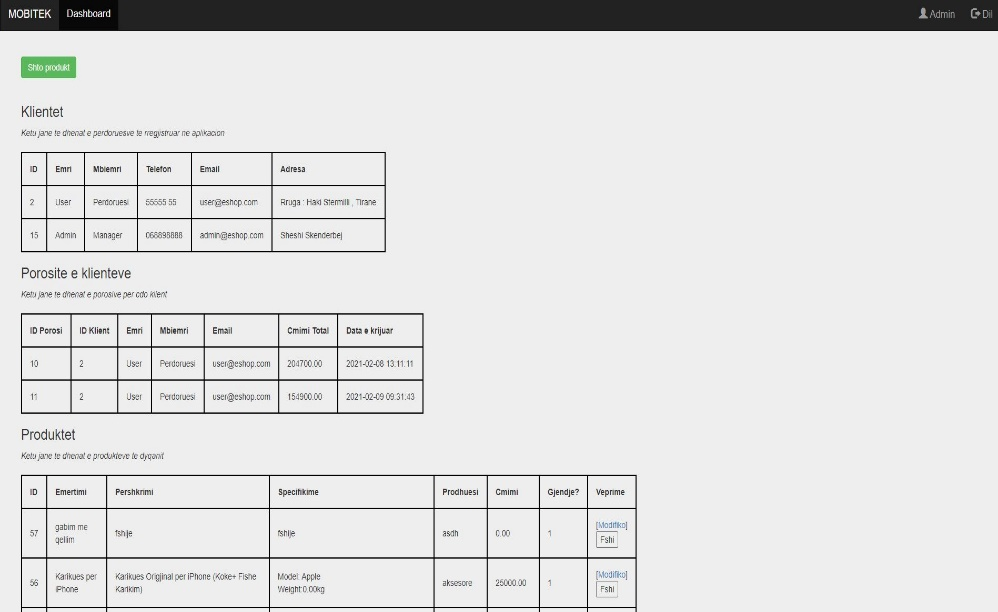 MOBITEK Dashboard Admin Dil
Shto produkt
Klientet
Ketu jane te dhenat e perdoruesve te rregjistruar ne aplikacion
ID Emri Mbiemri Telefon Email Adresa
2 User Perdoruesi 55555 55 user@eshop.com Rruga : Haki Stermilli , Tirane
15 Admin Manager 068898888 admin@eshop.com Sheshi Skenderbej
Porosite e klienteve
Ketu jane te dhenat e porosive per cdo klient
ID Porosi ID Klient Emri Mbiemri Email Cmimi Total Data e krijuar
10 2 User Perdoruesi user@eshop.com 204700.00 2021-02-08 13:11:11
11 2 User Perdoruesi user@eshop.com 154900.00 2021-02-09 09:31:43
Produktet
Ketu jane te dhenat e produkteve te dyqanit
ID Emertimi Pershkrimi Specifikime Prodhuesi Cmimi Gjendje? Veprime
57 gabim me qellim fshije fshije asdh 0.00 1 [Modifiko]
Fshi
56 Karikues per iPhone Karikues Origjinal per iPhone (Koke+ Fishe Karikim) Model: Apple Weight:0.00kg aksesore 25000.00 1 [Modifiko]
Fshi